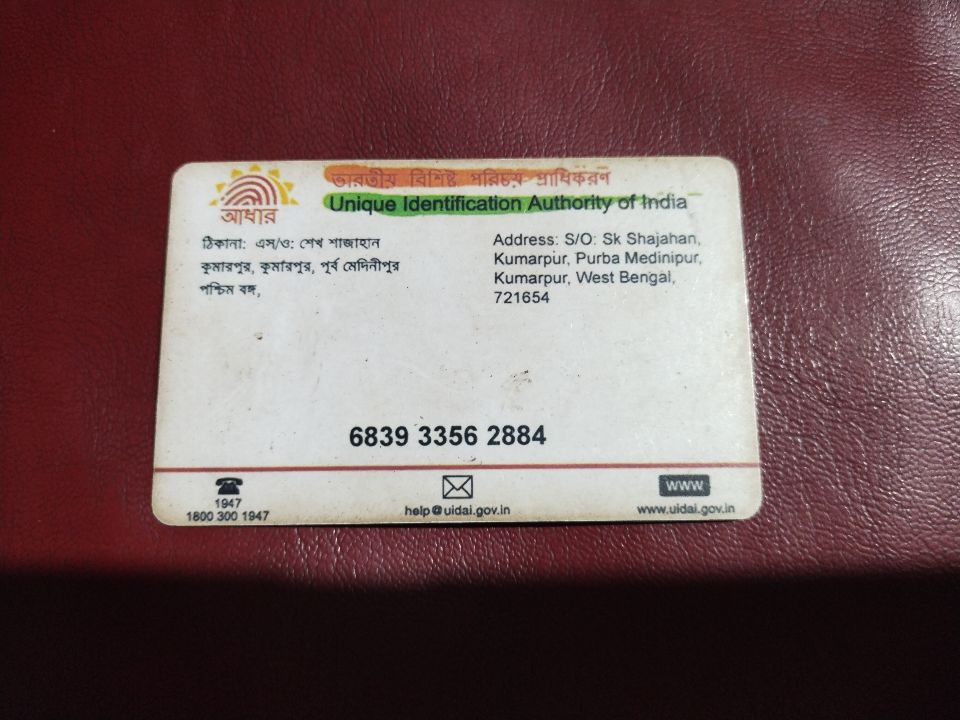 ভারতীয় বিশিষ্ট পরিচয় প্রাধিকরণ
Unique Identification Authority of India
আধার
ঠিকানা: এস/ও: শেখ শাজাহান
কুমারপুর, কুমারপুর, পূর্ব মেদিনীপুর
পশ্চিম বঙ্গ,
Address: S/O: Sk Shajahan,
Kumarpur, Purba Medinipur,
Kumarpur, West Bengal,
721654
6839 3356 2884
1947
1800 300 1947
help@uidai.gov.in
www
www.uidai.gov.in